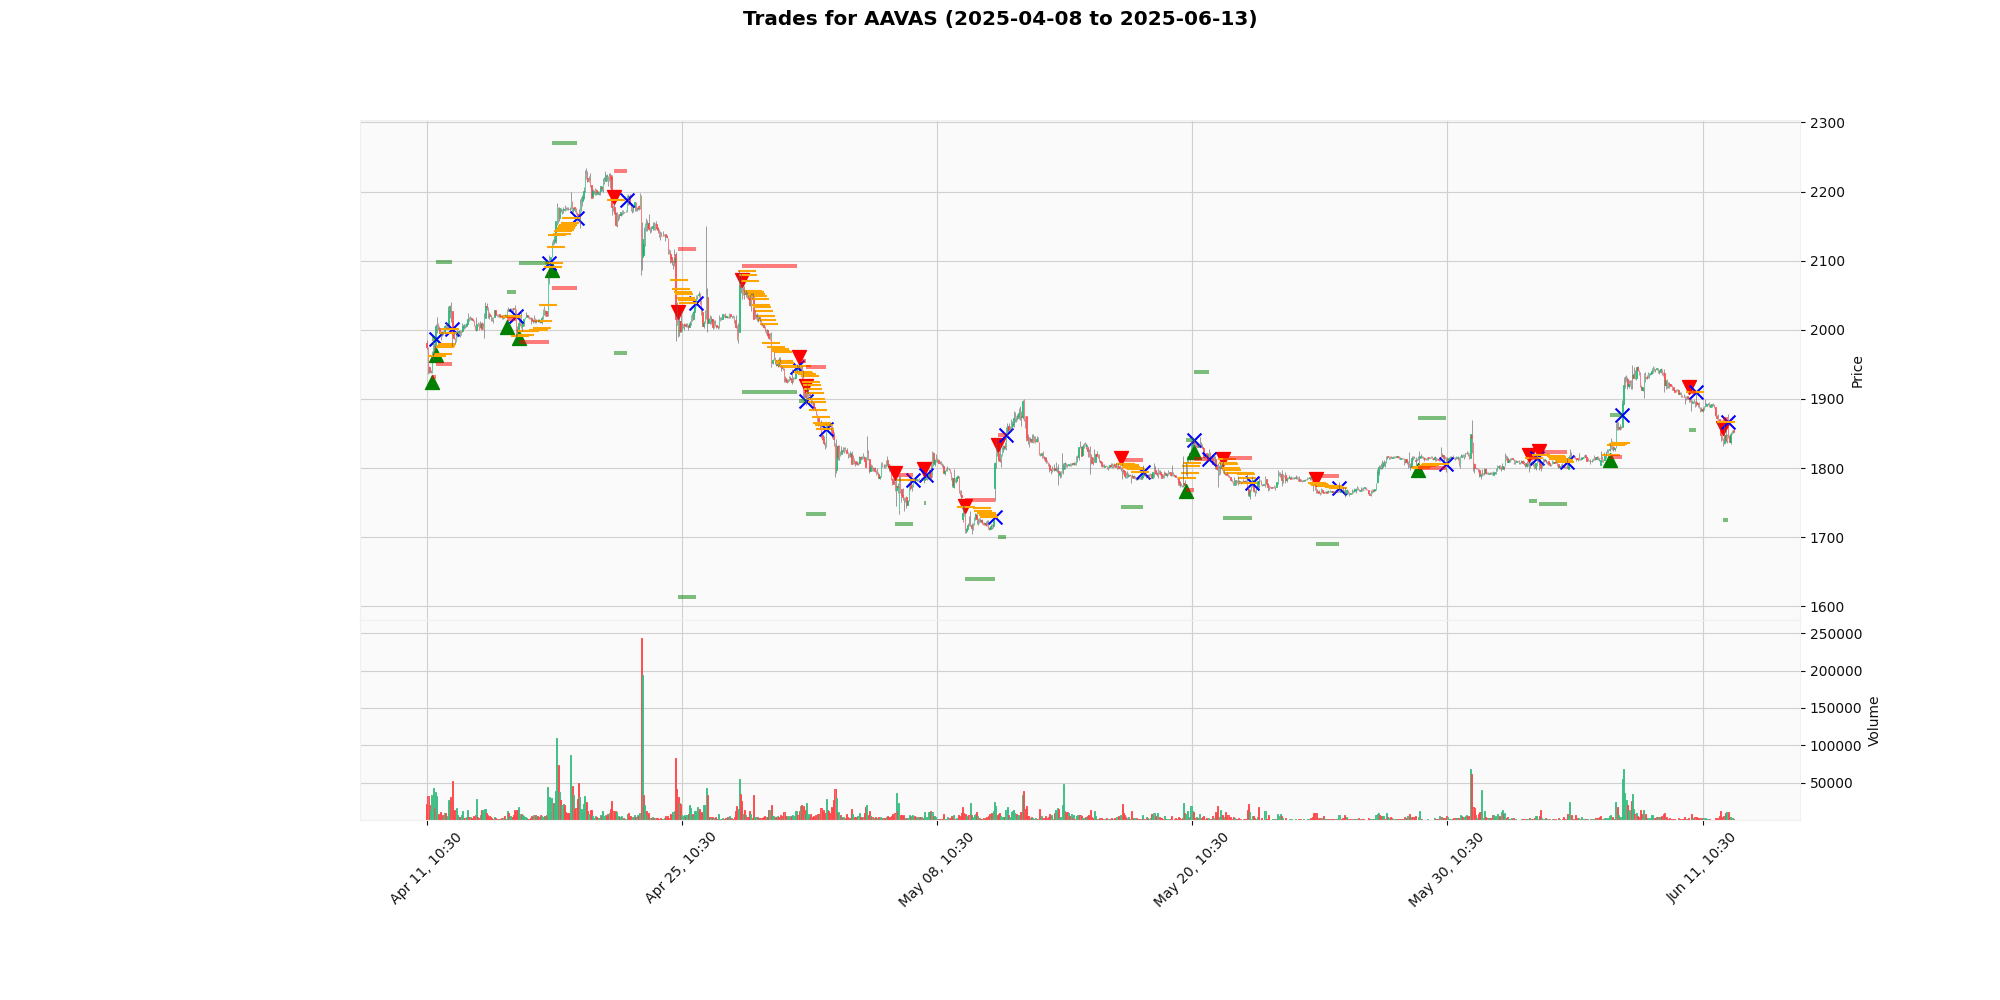 Trades for AAVAS (2025-04-08 to 2025-06-13)
2300
2200
2100
2000
1900
1800
1700
1600
Price
250000
200000
150000
100000
50000
Volume
Apr 11, 10:30
Apr 25, 10:30
May 08, 10:30
May 20, 10:30
May 30, 10:30
Jun 11, 10:30